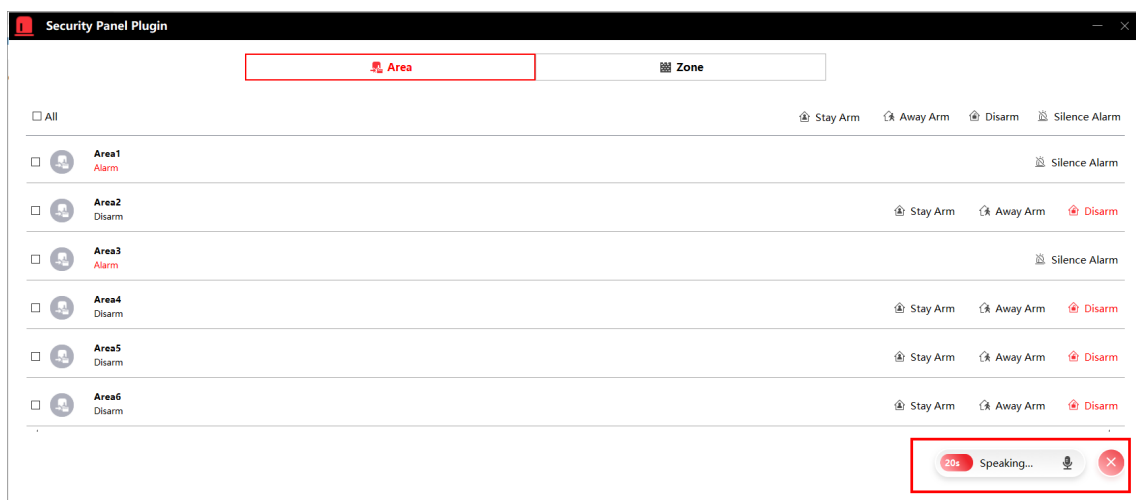 Security Panel Plugin
Area Zone
All Stay Arm Away Arm Disarm Silence Alarm
Area1
Alarm Silence Alarm
Area2
Disarm Stay Arm Away Arm Disarm
Area3
Alarm Silence Alarm
Area4
Disarm Stay Arm Away Arm Disarm
Area5
Disarm Stay Arm Away Arm Disarm
Area6
Disarm Stay Arm Away Arm Disarm
20s Speaking...